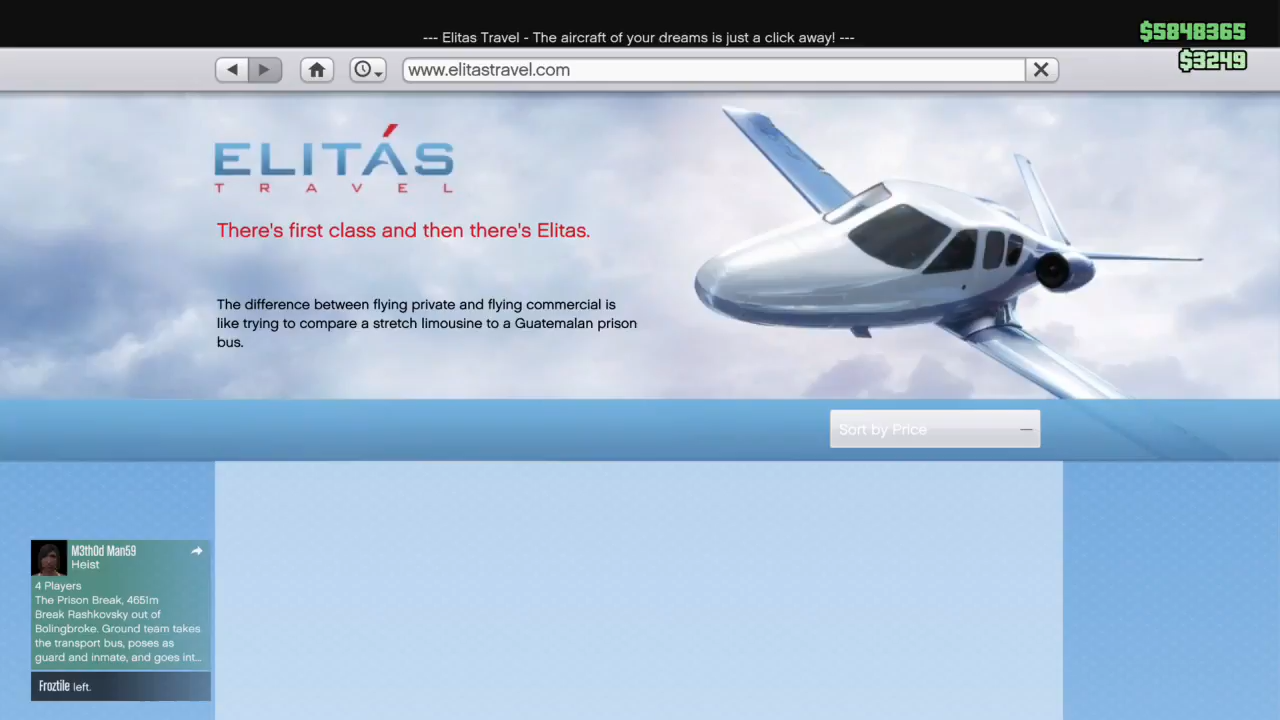 --- Elitas Travel - The aircraft of your dreams is just a click away! ---
$5848365
$3249
www.elitastravel.com
ELITÁS
TRAVEL
There's first class and then there's Elitas.
The difference between flying private and flying commercial is
like trying to compare a stretch limousine to a Guatemalan prison
bus.
Sort by Price
M3th0d Man59
Heist
4 Players
The Prison Break, 4651m
Break Rashkovsky out of
Bolingbroke. Ground team takes
the transport bus, poses as
guard and inmate, and goes int...
Froztile left.